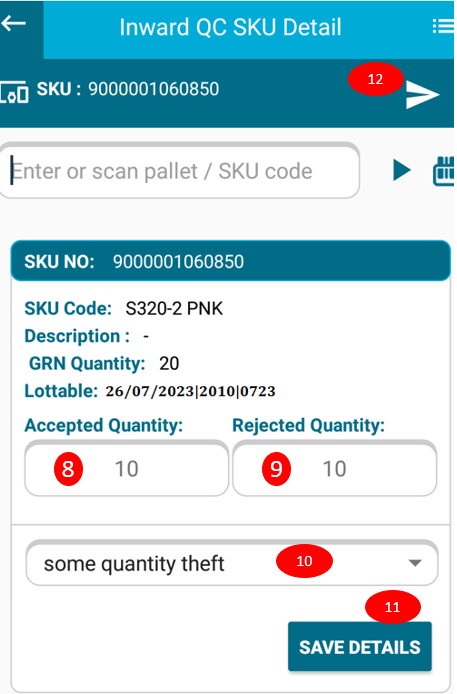 Inward QC SKU Detail
SKU : 9000001060850
12
Enter or scan pallet / SKU code
SKU NO: 9000001060850
SKU Code: S320-2 PNK
Description : -
GRN Quantity: 20
Lottable: 26/07/2023|2010|0723
Accepted Quantity: Rejected Quantity:
8 10 9 10
some quantity theft 10
11
SAVE DETAILS